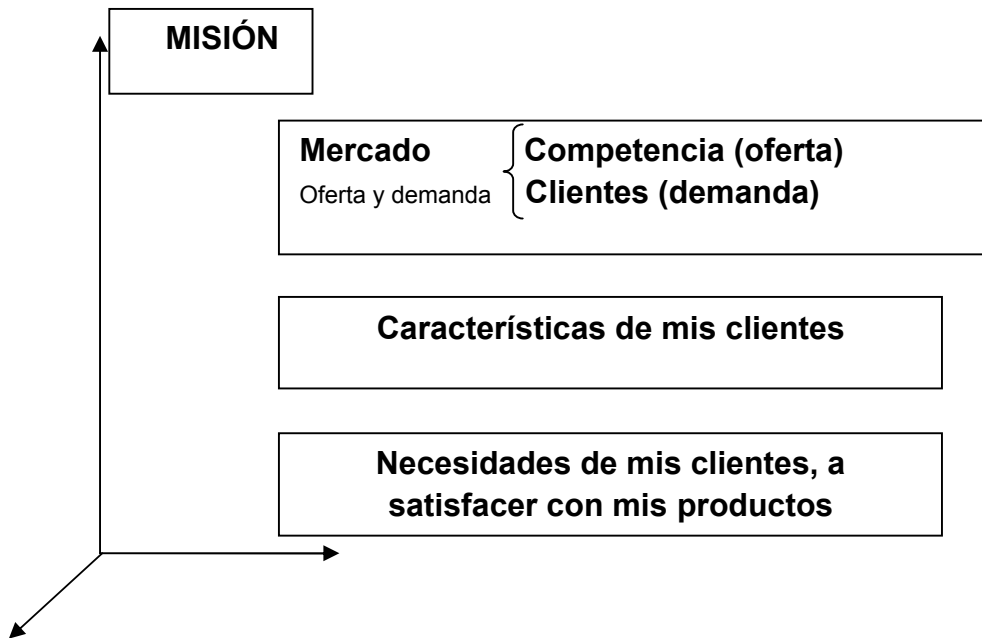 MISIÓN
Mercado Competencia (oferta)
Oferta y demanda Clientes (demanda)
Características de mis clientes
Necesidades de mis clientes, a
satisfacer con mis productos